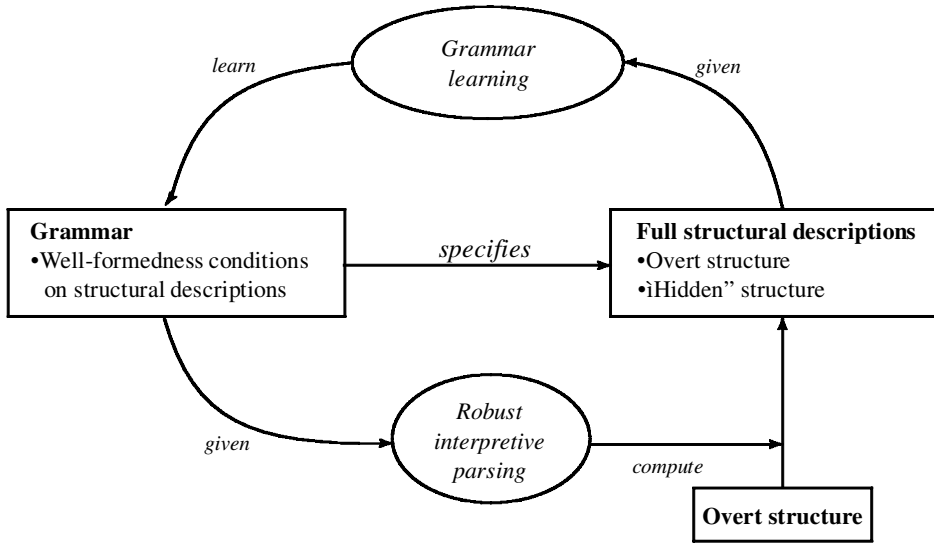 Grammar
learning
learn
given
Grammar
•Well-formedness conditions
on structural descriptions
specifies
Full structural descriptions
•Overt structure
•ìHidden” structure
Robust
interpretive
parsing
given
compute
Overt structure